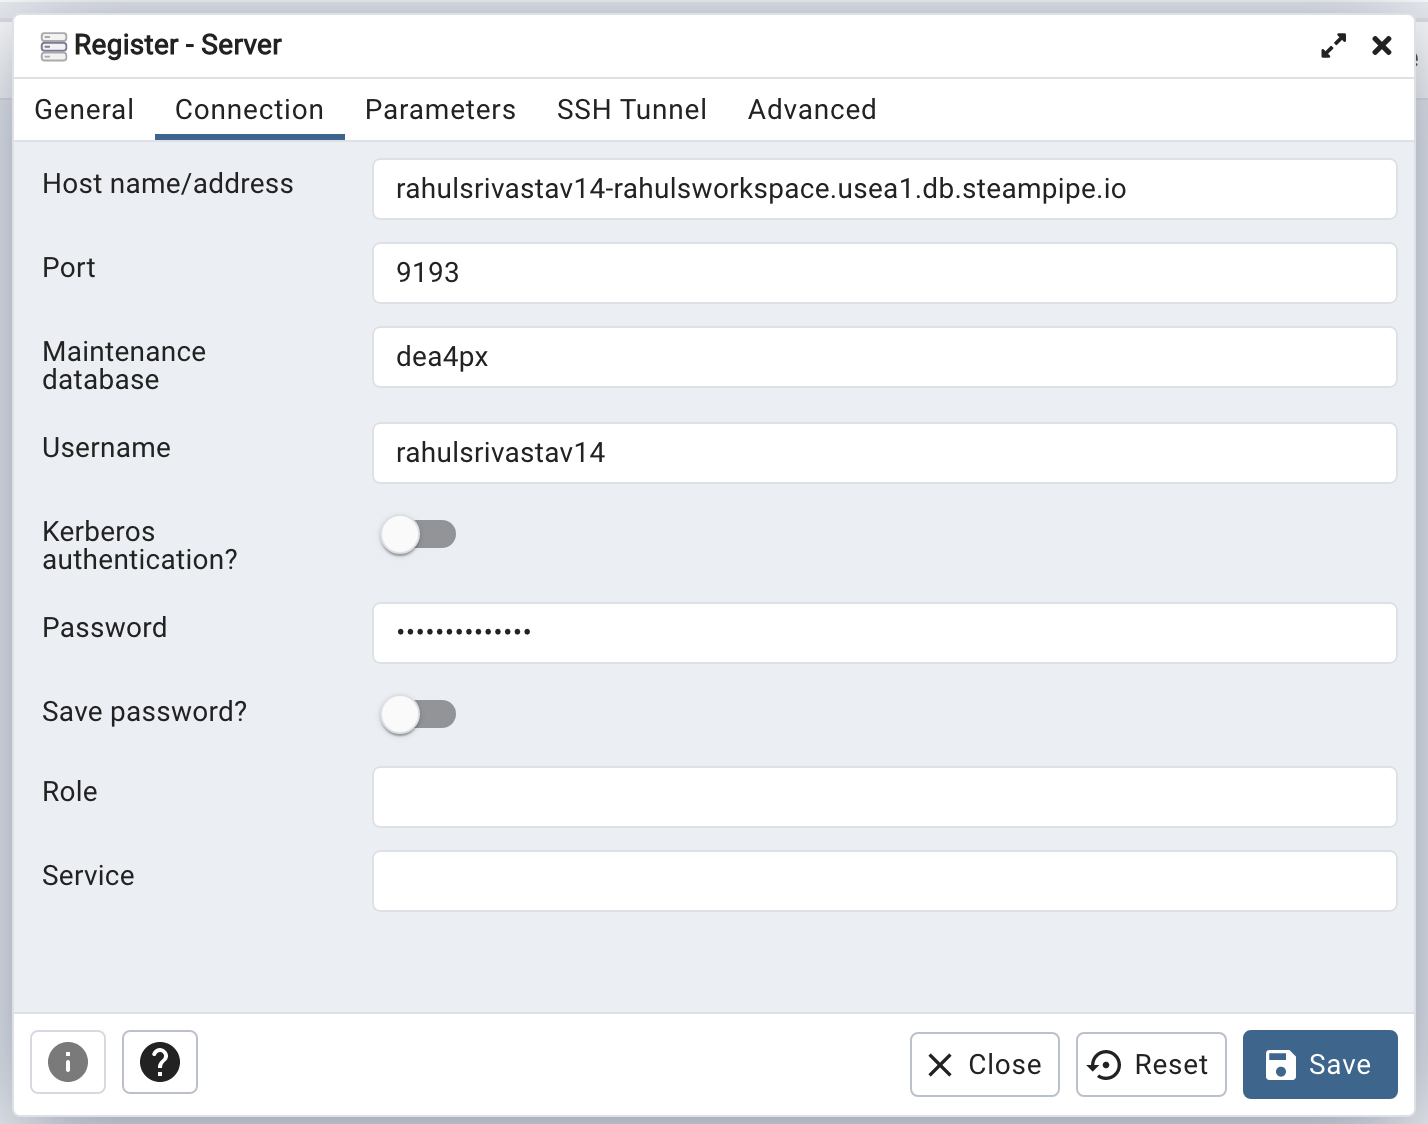 Register - Server
General Connection Parameters SSH Tunnel Advanced
Host name/address rahulsrivastav14-rahulsworkspace.usea1.db.steampipe.io
Port 9193
Maintenance
database dea4px
Username rahulsrivastav14
Kerberos
authentication?
Password ••••••••••••••
Save password?
Role
Service
Close Reset Save